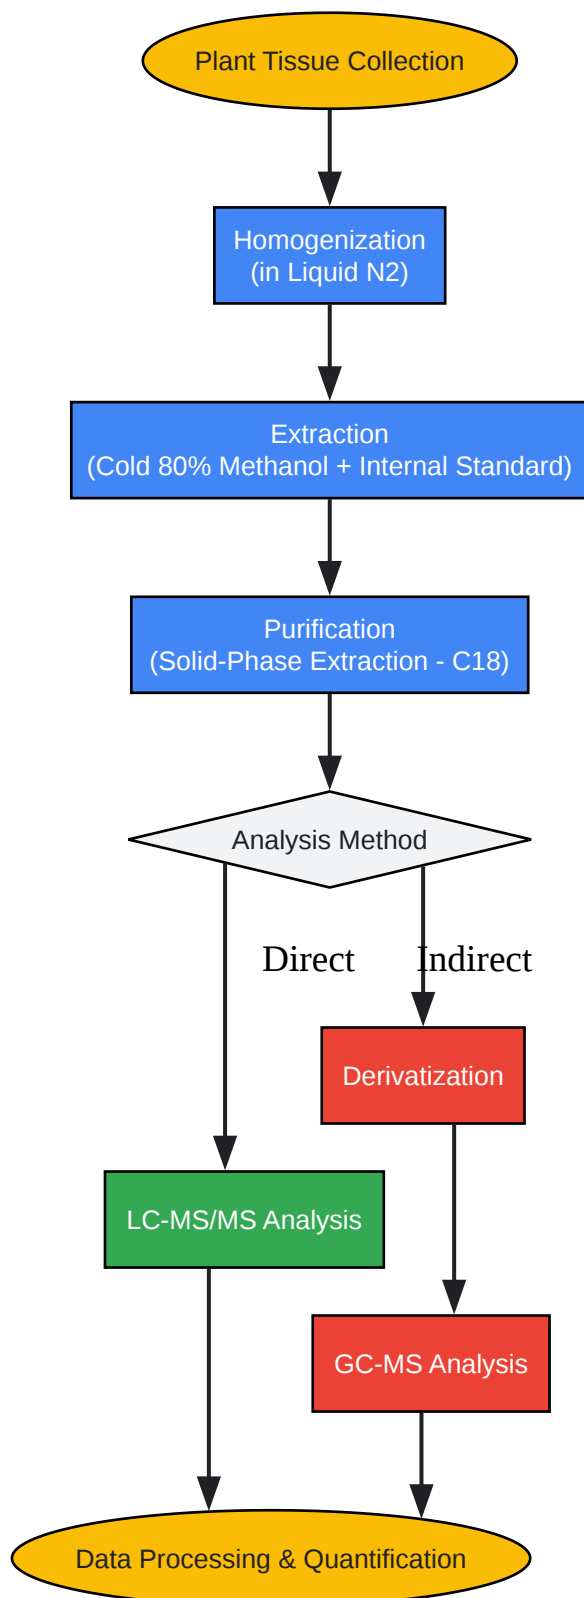 Plant Tissue Collection
Homogenization
(in Liquid N2)
Extraction
(Cold 80% Methanol + Internal Standard)
Purification
(Solid-Phase Extraction - C18)
Analysis Method
Direct
Indirect
Derivatization
LC-MS/MS Analysis
GC-MS Analysis
Data Processing & Quantification